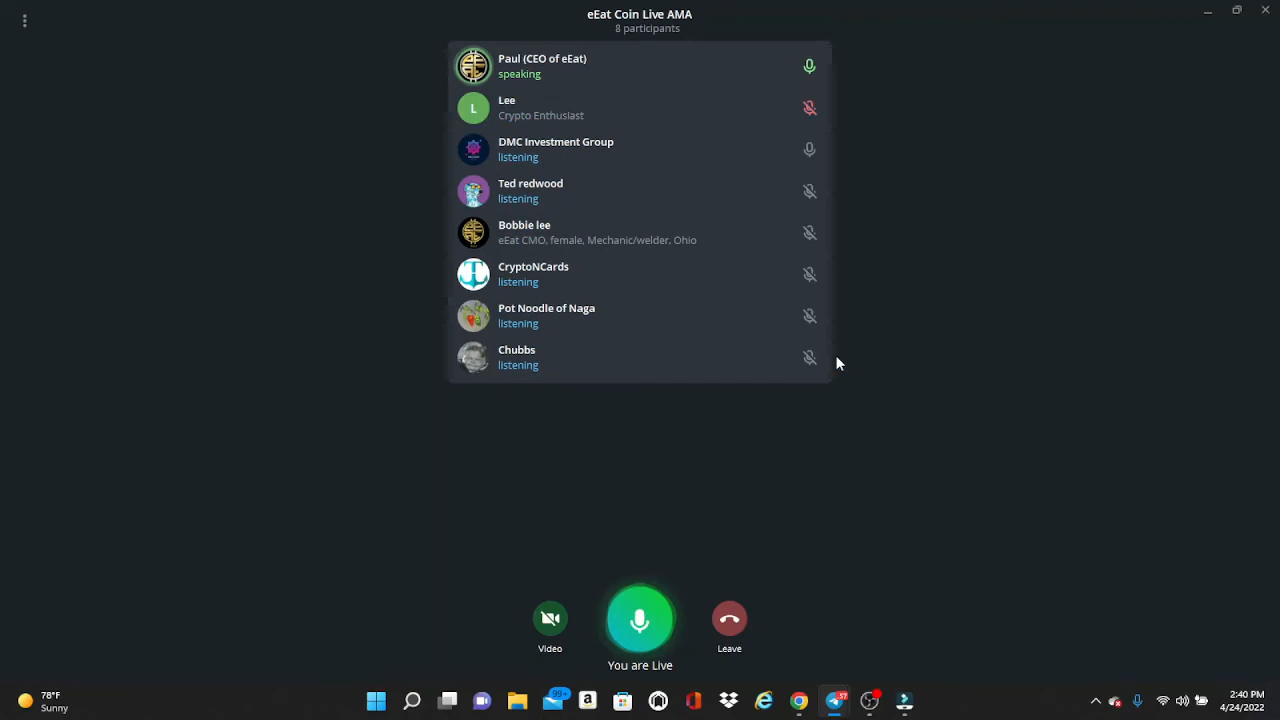 eEat Coin Live AMA
8 participants
Paul (CEO of eEat)
speaking
L
Lee
Crypto Enthusiast
DMC Investment Group
listening
Ted redwood
listening
Bobbie lee
eEat CMO, female, Mechanic/welder, Ohio
CryptoNCards
listening
Pot Noodle of Naga
listening
Chubbs
listening
Video
Leave
You are Live
78°F
Sunny
99+
a
37
2:40 PM
4/24/2022